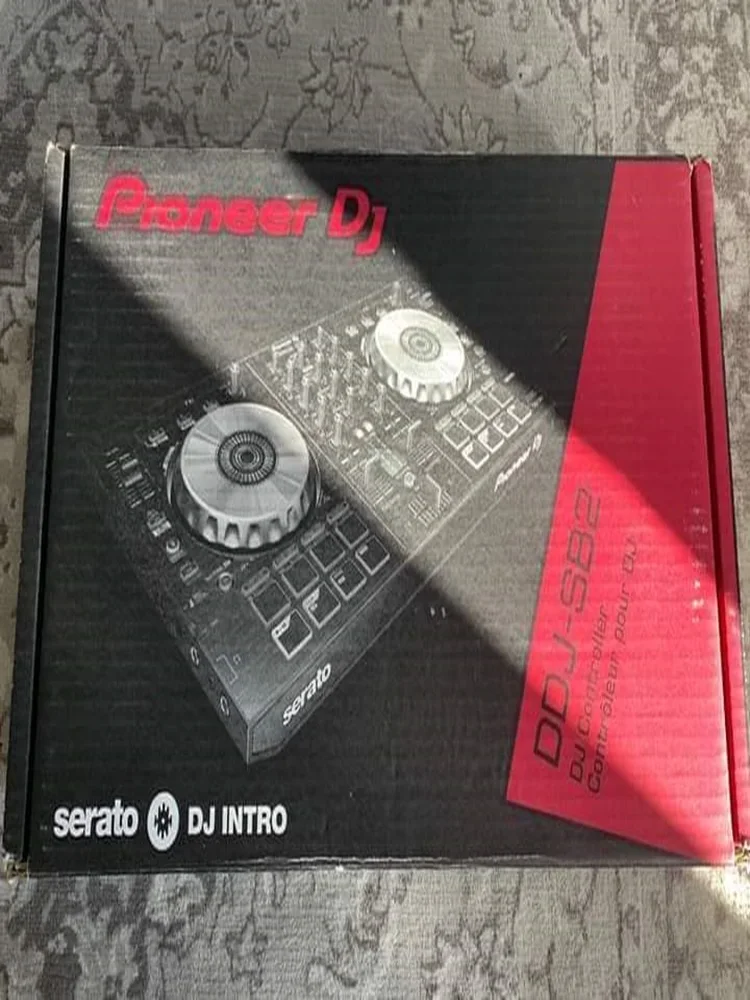 Pioneer Dj
Pioneer Dj
DDJ-SB2
DJ Controller
Contrôleur pour DJ
serato
serato DJ INTRO